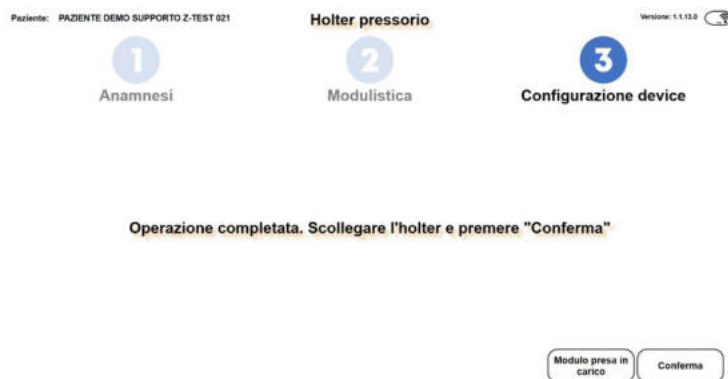 Paziente: PAZIENTE DEMO SUPPORTO Z-TEST 021
Holter pressorio
Versione: 1.1.13.0
1
2
3
Anamnesi
Modulistica
Configurazione device
Operazione completata. Scollegare l'holter e premere "Conferma"
Modulo presa in
carico
Conferma